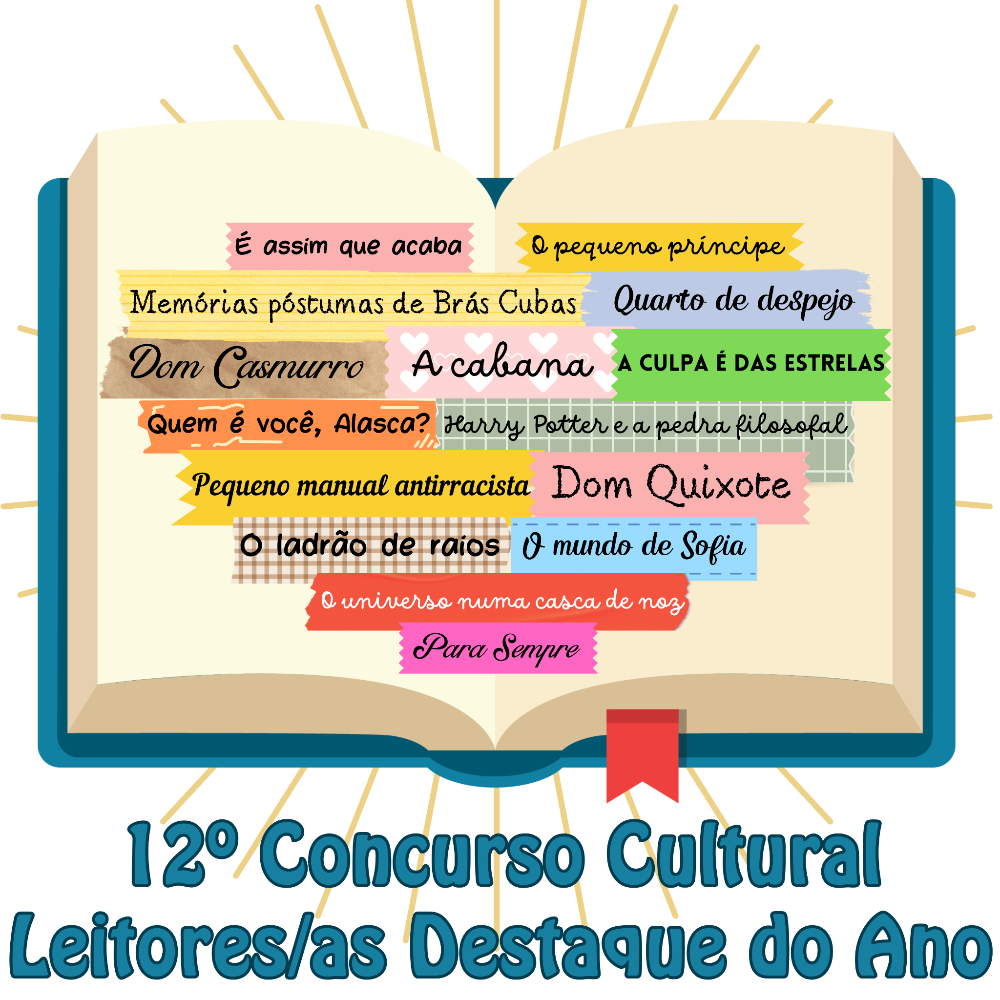 É assim que acaba
O pequeno príncipe
Memórias póstumas de Brás Cubas
Quarto de despejo
Dom Casmurro
A cabana
A CULPA É DAS ESTRELAS
Quem é você, Alasca?
Harry Potter e a pedra filosofal
Pequeno manual antirracista
Dom Quixote
O ladrão de raios
O mundo de Sofia
O universo numa casca de noz
Para Sempre
12º Concurso Cultural
Leitores/as Destaque do Ano